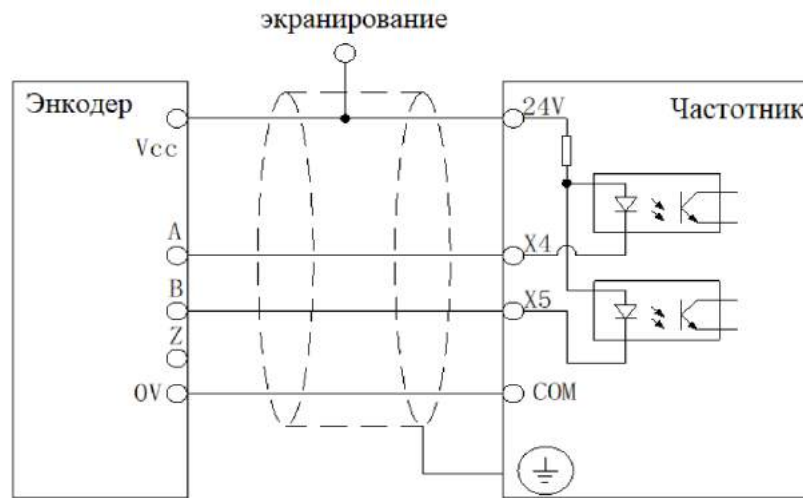 экранирование
Энкодер
Частотник
Vcc
24V
A
X4
B
X5
Z
0V
COM